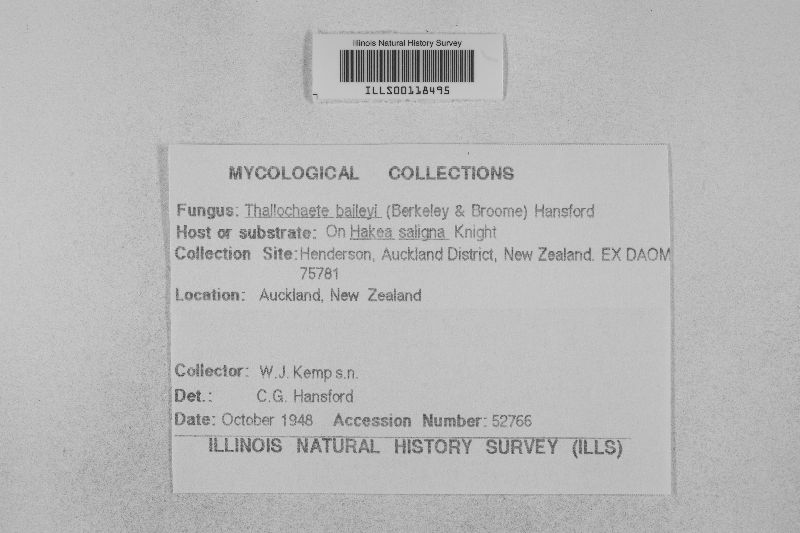 Illinois Natural History Survey
ILLS00118495
MYCOLOGICAL COLLECTIONS
Fungus: Thallochaete baileyi (Berkeley & Broome) Hansford
Host or substrate: On Hakea saligna Knight
Collection Site: Henderson, Auckland District, New Zealand. EX DAOM
75781
Location: Auckland, New Zealand
Collector: W.J. Kemp s.n.
Det.: C.G. Hansford
Date: October 1948 Accession Number: 52766
ILLINOIS NATURAL HISTORY SURVEY (ILLS)